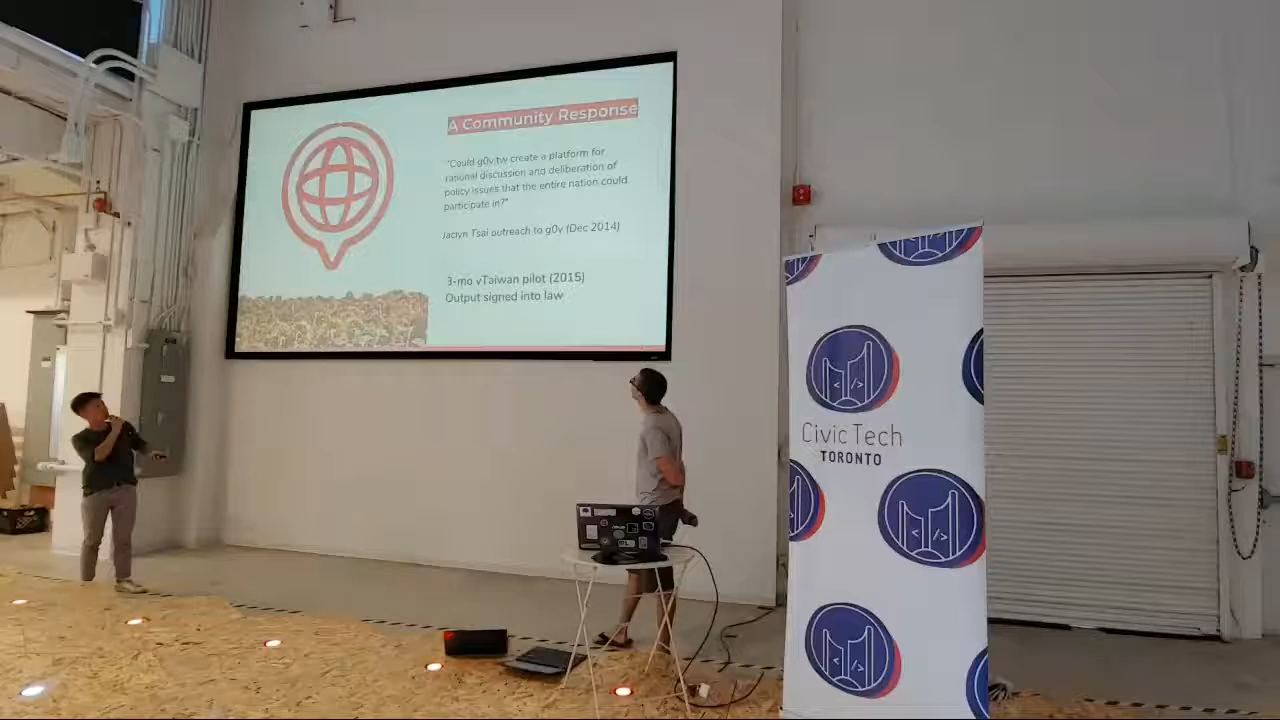 A Community Response
"Could g0v.tw create a platform for
rational discussion and deliberation of
policy issues that the entire nation could
participate in?"
Jaclyn Tsai outreach to g0v (Dec 2014)
3-mo vTaiwan pilot (2015)
Output signed into law
Civic Tech
TORONTO